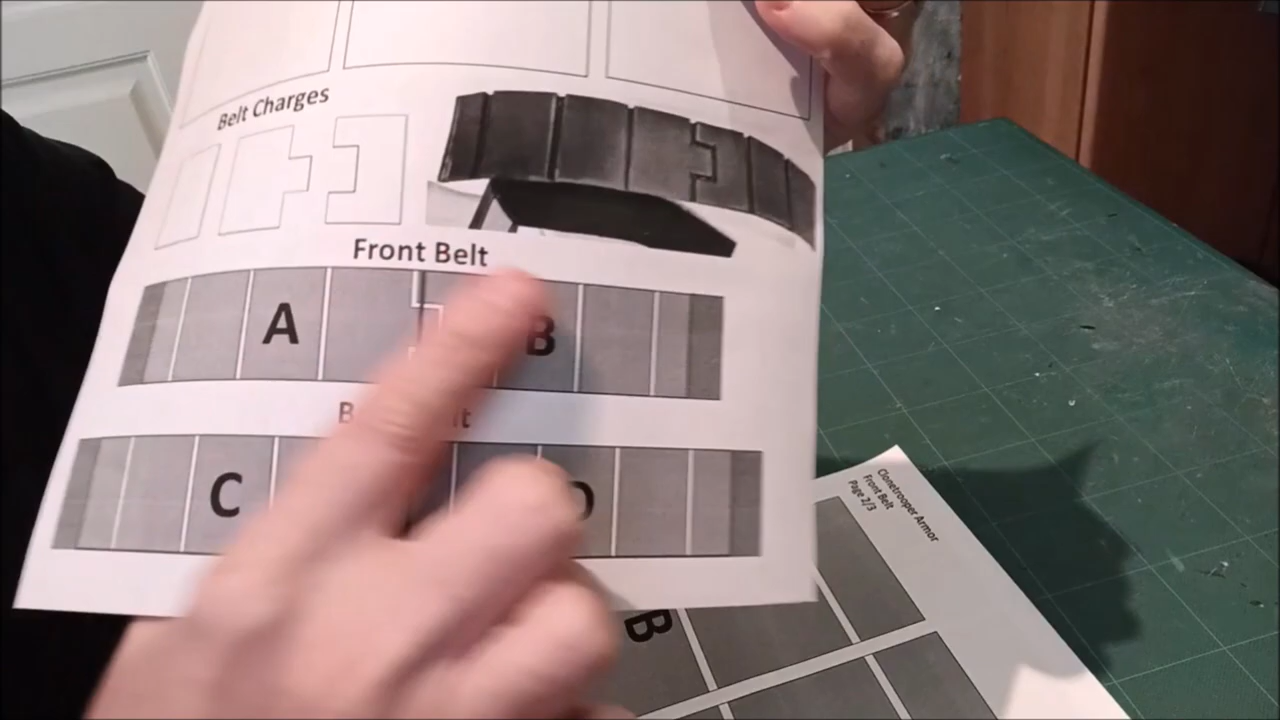 Belt Charges
Front Belt
A
B
C
Clonetrooper Armor
Front Belt
Page 2/3
B